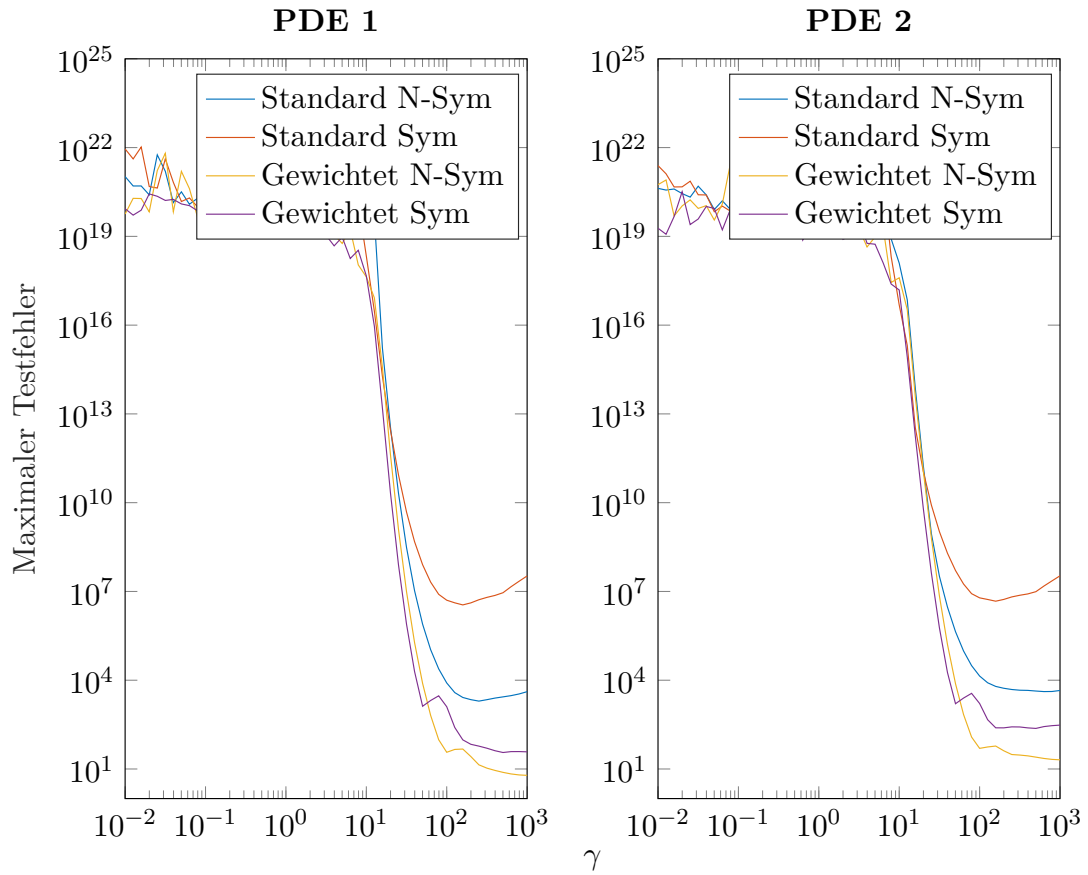 PDE 1
PDE 2
10^25
10^22
10^19
10^16
10^13
10^10
10^7
10^4
10^1
10^−2
10^−1
10^0
10^1
10^2
10^3
Maximaler Testfehler
Standard N-Sym
Standard Sym
Gewichtet N-Sym
Gewichtet Sym
10^25
10^22
10^19
10^16
10^13
10^10
10^7
10^4
10^1
10^−2
10^−1
10^0
10^1
10^2
10^3
Standard N-Sym
Standard Sym
Gewichtet N-Sym
Gewichtet Sym
γ